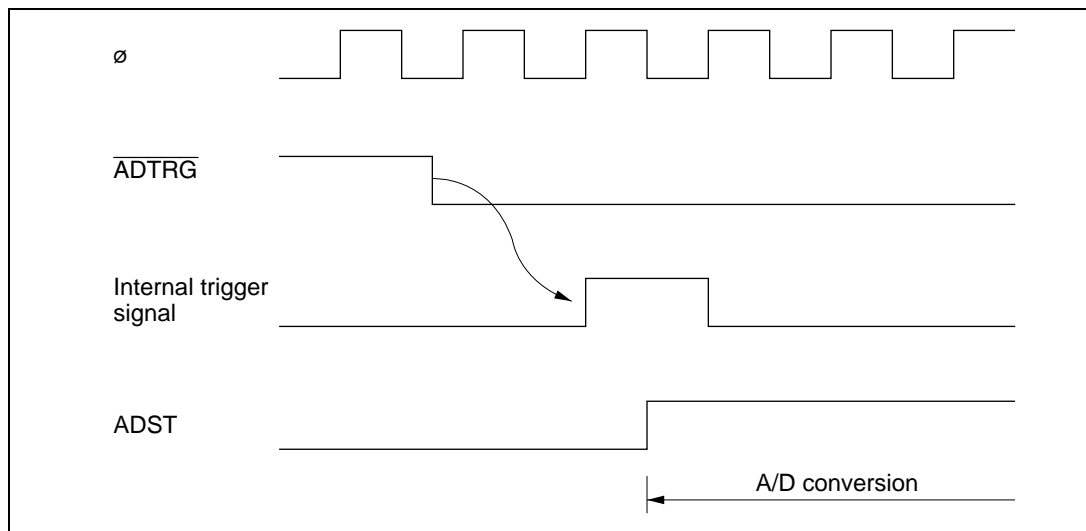 ø
ADTRG
Internal trigger
signal
ADST
A/D conversion